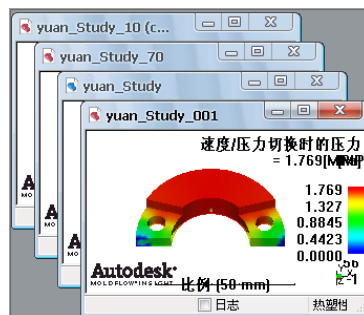 yuan_Study_10 (c...
yuan_Study_70
yuan_Study
yuan_Study_001
速度/压力切换时的压力
= 1.769
1.769
1.327
0.8845
0.4423
0.0000
Autodesk
MOLDFLOW INSIGHT
比例 (50 mm)
日志
热塑性